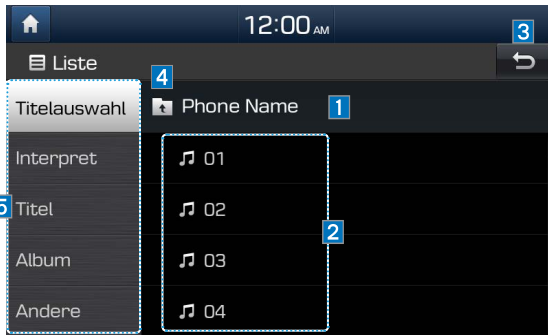 12:00 AM
3
Liste
4
Titelauswahl
Phone Name
1
Interpret
01
5
Titel
02
2
Album
03
Andere
04